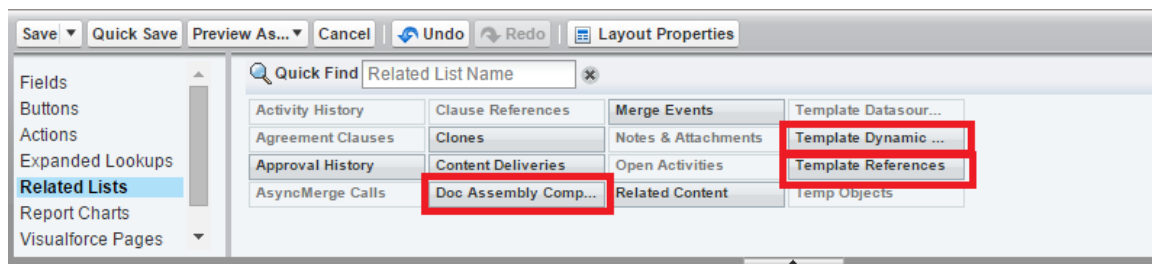 Save Quick Save Preview As... Cancel Undo Redo Layout Properties
Fields
Buttons
Actions
Expanded Lookups
Related Lists
Report Charts
Visualforce Pages
Quick Find Related List Name
Activity History Clause References Merge Events Template Datasour...
Agreement Clauses Clones Notes & Attachments Template Dynamic ...
Approval History Content Deliveries Open Activities Template References
AsyncMerge Calls Doc Assembly Comp... Related Content Temp Objects